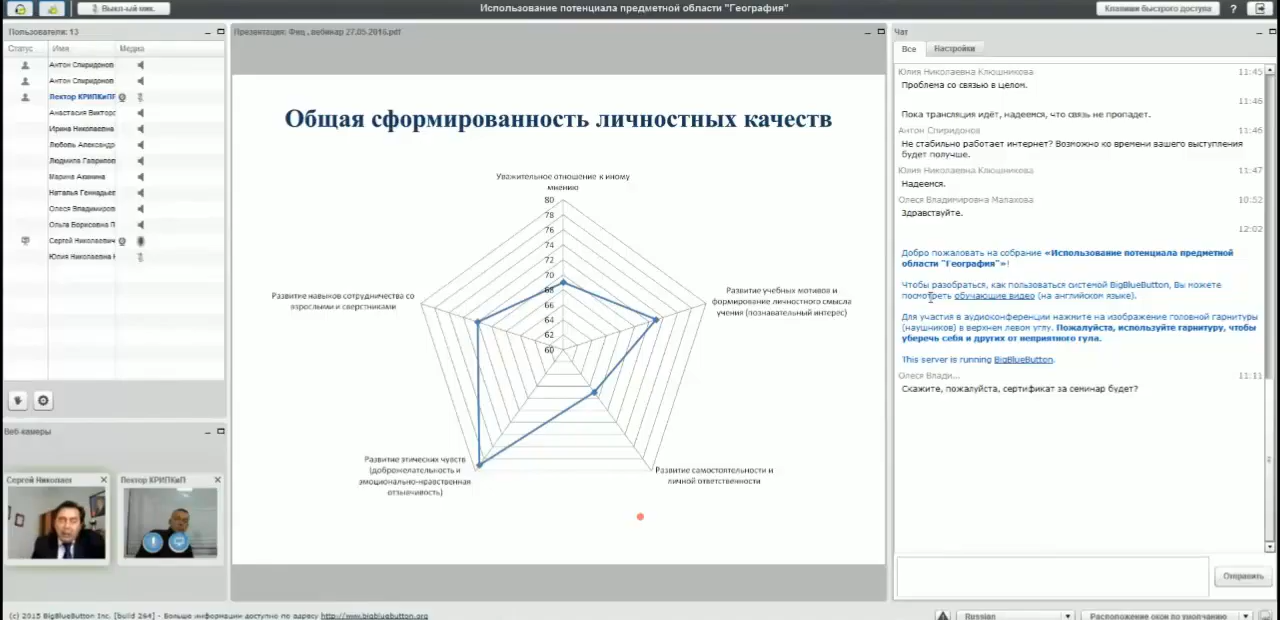 Выкл-ый мик.
Использование потенциала предметной области "География"
Клавиши быстрого доступа
?
Пользователи: 13
Статус Имя Медиа
Антон Спиридонов
Антон Спиридонов
Лектор КРИПКиПР
Анастасия Викторо
Ирина Николаевна
Любовь Александр
Людмила Гаврилов
Марина
Наталья Геннадьев
Олеся Владимиров
Ольга Борисовна П
Сергей Николаевич
Юлия Николаевна К
Веб-камеры
Сергей Николаев
Лектор КРИПКиП
Презентация: Фец , вебинар 27.05.2016.pdf
Общая сформированность личностных качеств
Уважительное отношение к иному
мнению
80
78
76
74
72
70
68
66
64
62
60
Развитие учебных мотивов и
формирование личностного смысла
учения (познавательный интерес)
Развитие самостоятельности и
личной ответственности
Развитие этических чувств
(доброжелательность и
эмоционально-нравственная
отзывчивость)
Развитие навыков сотрудничества со
взрослыми и сверстниками
Чат
Все Настройки
Юлия Николаевна Клюшникова 11:45
Проблема со связью в целом.
11:46
Пока трансляция идёт, надеемся, что связь не пропадет.
Антон Спиридонов 11:46
Не стабильно работает интернет? Возможно ко времени вашего выступления
будет получше.
Юлия Николаевна Клюшникова 11:47
Надеемся.
Олеся Владимировна Малахова 10:52
Здравствуйте.
12:02
Добро пожаловать на собрание «Использование потенциала предметной
области "География"»!
Чтобы разобраться, как пользоваться системой BigBlueButton, Вы можете
посмотреть обучающие видео (на английском языке).
Для участия в аудиоконференции нажмите на изображение головной гарнитуры
(наушников) в верхнем левом углу. Пожалуйста, используйте гарнитуру, чтобы
уберечь себя и других от неприятного гула.
This server is running BigBlueButton.
Олеся Влади... 11:11
Скажите, пожалуйста, сертификат за семинар будет?
Отправить
(c) 2015 BigBlueButton Inc. [build 264] - Больше информации доступно по адресу http://www.bigbluebutton.org
Russian
Расположение окон по умолчанию